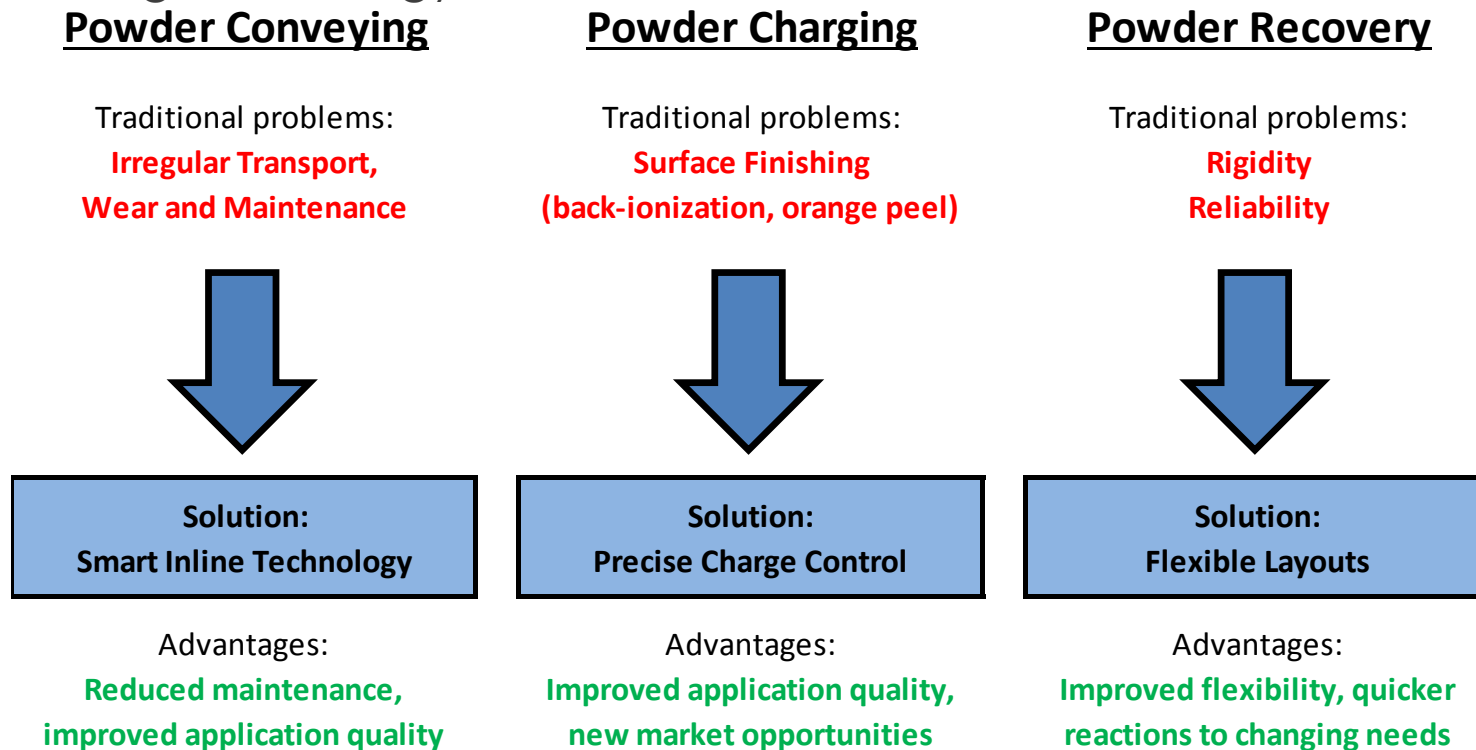 Powder Conveying
Traditional problems:
Irregular Transport,
Wear and Maintenance
Solution:
Smart Inline Technology
Advantages:
Reduced maintenance,
improved application quality
Powder Charging
Traditional problems:
Surface Finishing
(back-ionization, orange peel)
Solution:
Precise Charge Control
Advantages:
Improved application quality,
new market opportunities
Powder Recovery
Traditional problems:
Rigidity
Reliability
Solution:
Flexible Layouts
Advantages:
Improved flexibility, quicker
reactions to changing needs